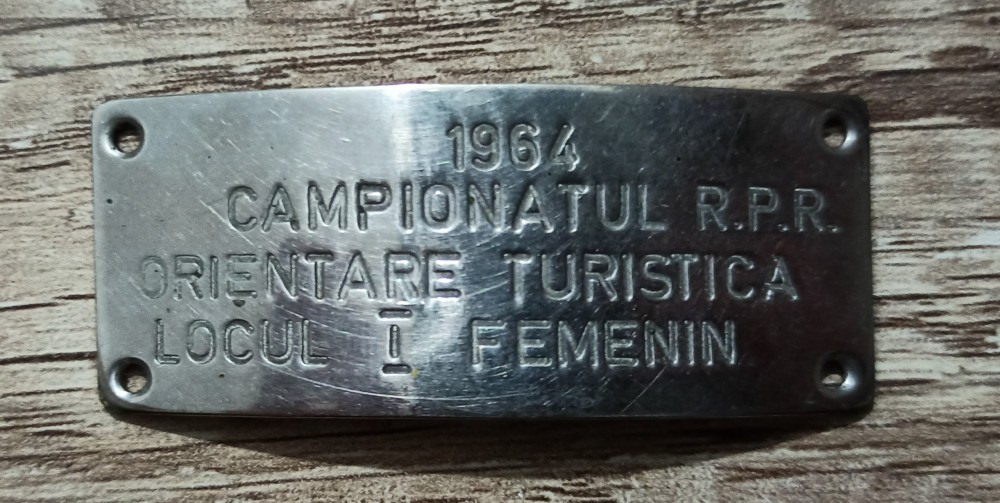 1964
CAMPIONATUL R.P.R.
ORIENTARE TURISTICA
LOCUL I FEMENIN